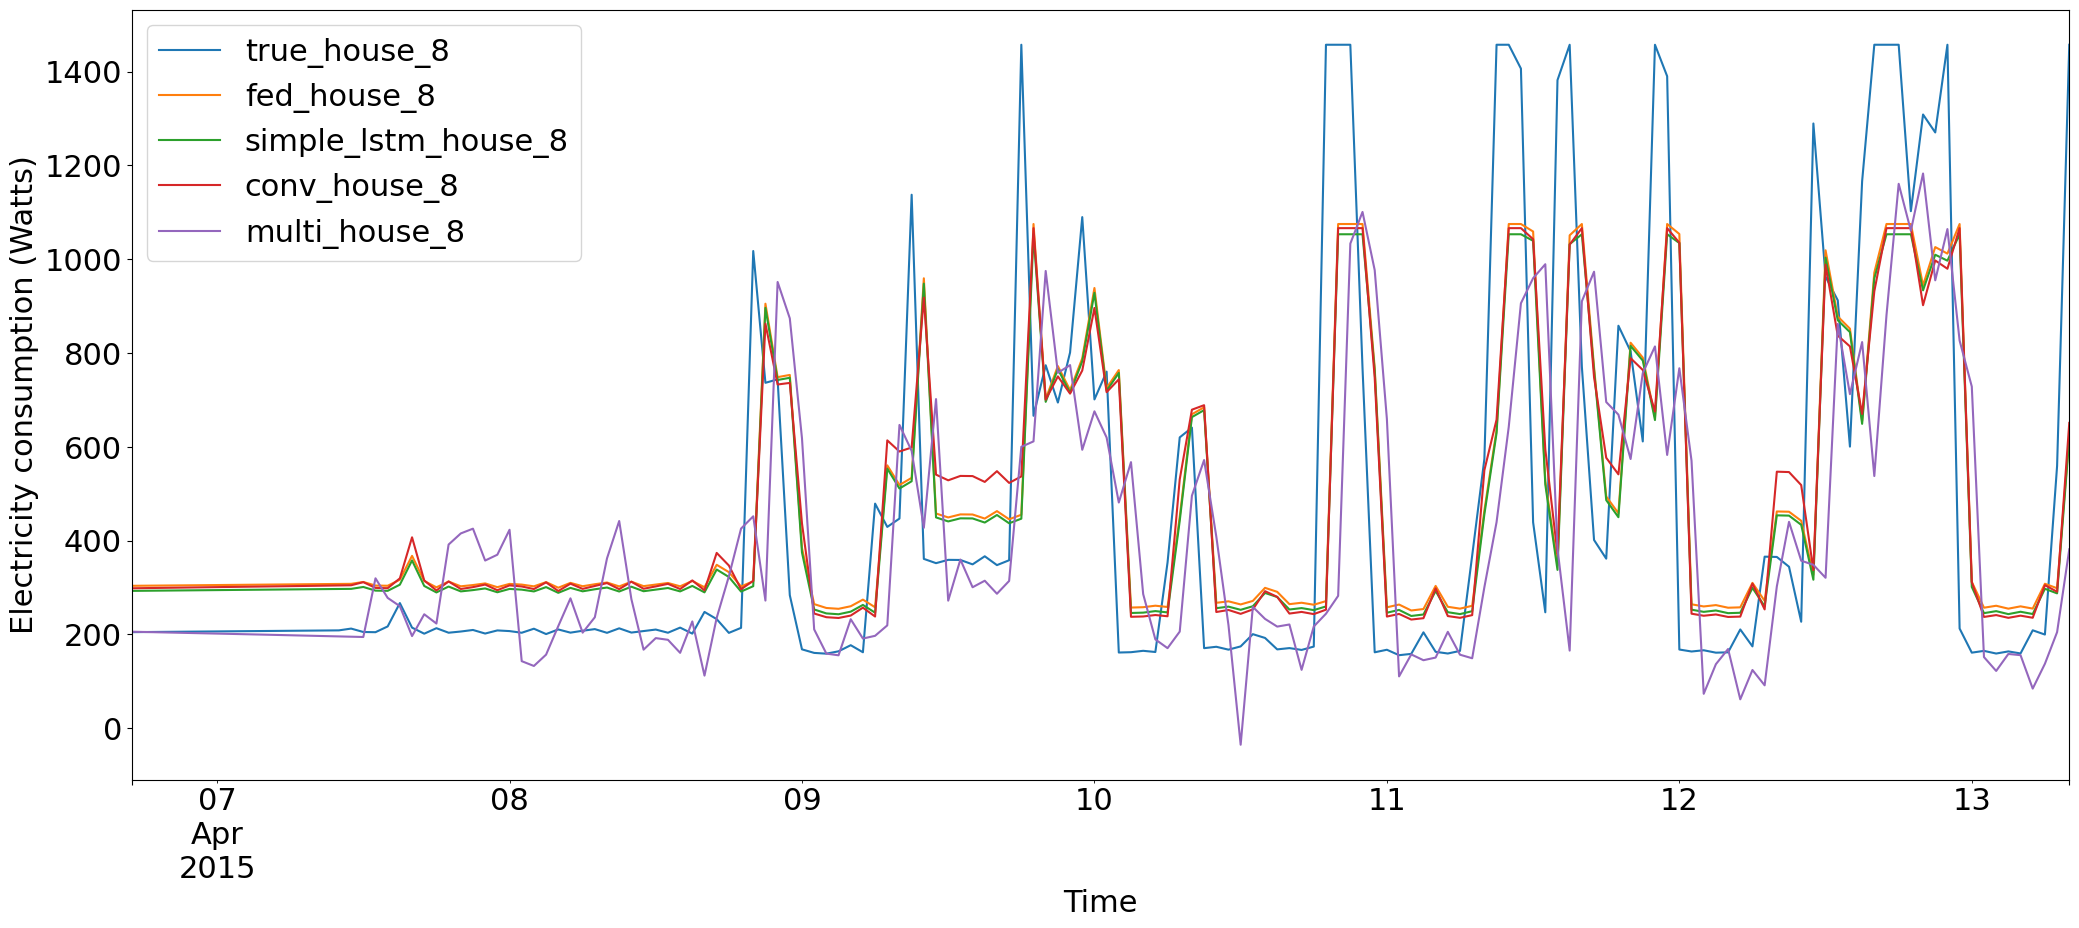 true_house_8
fed_house_8
simple_lstm_house_8
conv_house_8
multi_house_8
Electricity consumption (Watts)
1400
1200
1000
800
600
400
200
0
07 08 09 10 11 12 13
Apr
2015
Time